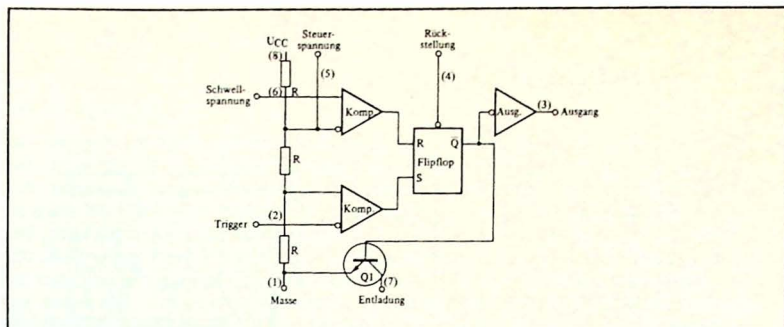 UCC
(8)
Steuer-
spannung
(5)
Rück-
stellung
(4)
Schwell-
spannung
(6)
R
Komp.
R
Q̅
Flipflop
S
Ausg.
(3)
Ausgang
R
Trigger
(2)
Komp.
R
(1)
Masse
Q1
(7)
Entladung